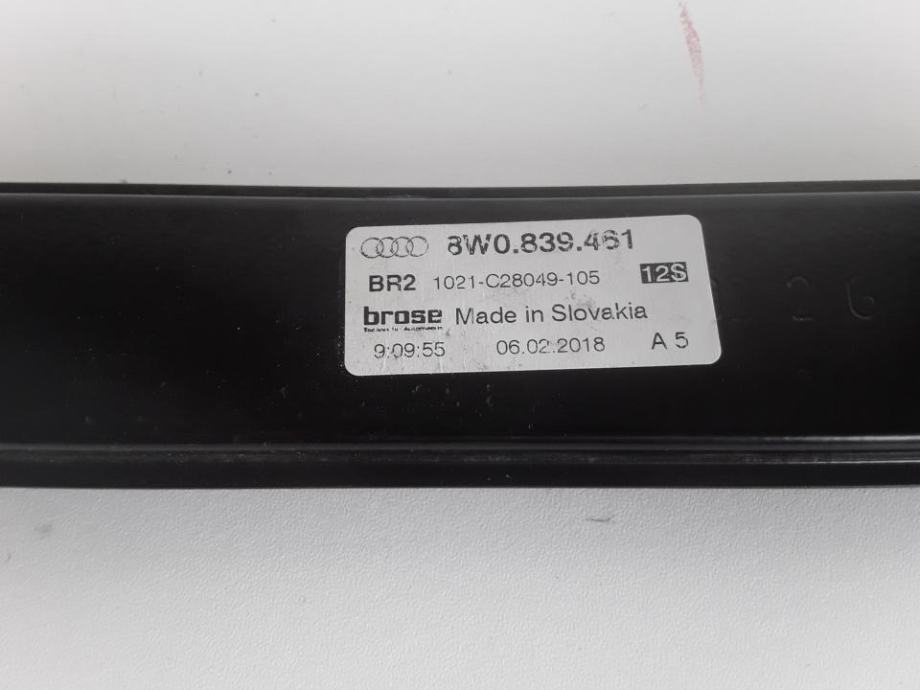 8W0.839.461
BR2 1021-C28049-105 12S
brose Made in Slovakia
9:09:55 06.02.2018 A 5